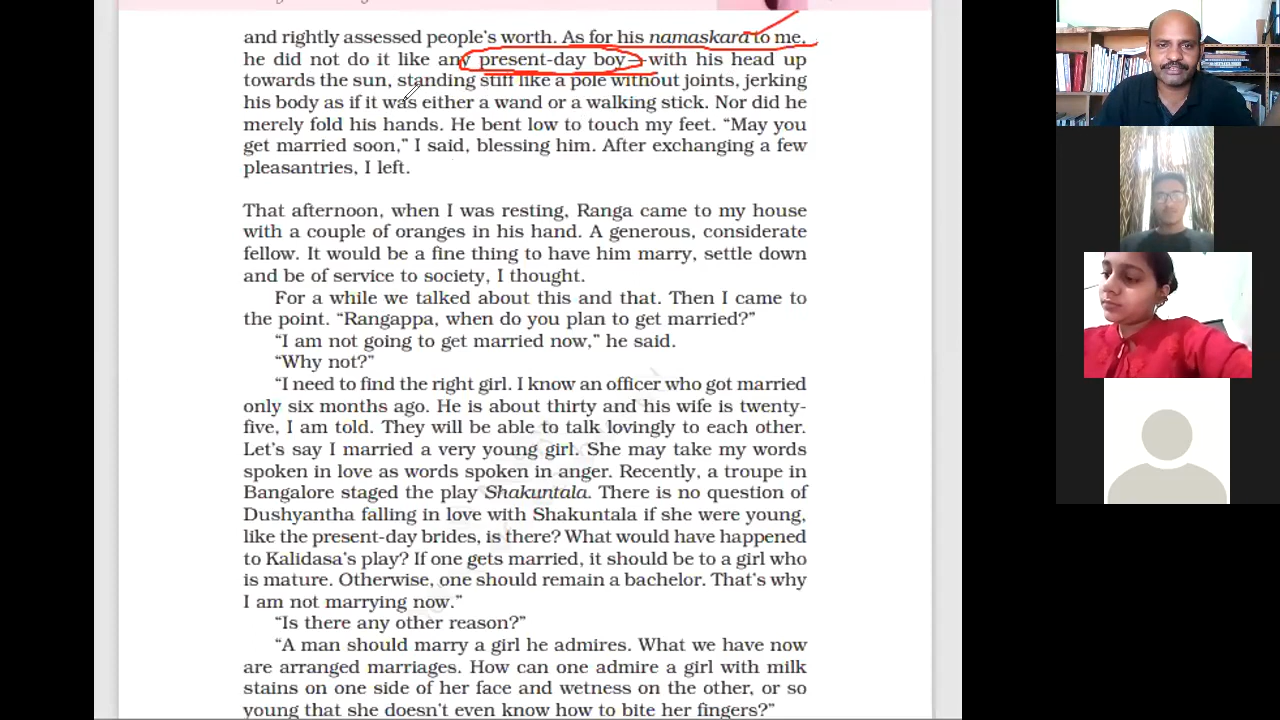 and rightly assessed people's worth. As for his namaskara to me,
he did not do it like any present-day boy—with his head up
towards the sun, standing stiff like a pole without joints, jerking
his body as if it was either a wand or a walking stick. Nor did he
merely fold his hands. He bent low to touch my feet. “May you
get married soon,” I said, blessing him. After exchanging a few
pleasantries, I left.
That afternoon, when I was resting, Ranga came to my house
with a couple of oranges in his hand. A generous, considerate
fellow. It would be a fine thing to have him marry, settle down
and be of service to society, I thought.
For a while we talked about this and that. Then I came to
the point. “Rangappa, when do you plan to get married?”
“I am not going to get married now,” he said.
“Why not?”
“I need to find the right girl. I know an officer who got married
only six months ago. He is about thirty and his wife is twenty-
five, I am told. They will be able to talk lovingly to each other.
Let's say I married a very young girl. She may take my words
spoken in love as words spoken in anger. Recently, a troupe in
Bangalore staged the play Shakuntala. There is no question of
Dushyantha falling in love with Shakuntala if she were young,
like the present-day brides, is there? What would have happened
to Kalidasa's play? If one gets married, it should be to a girl who
is mature. Otherwise, one should remain a bachelor. That's why
I am not marrying now.”
“Is there any other reason?”
“A man should marry a girl he admires. What we have now
are arranged marriages. How can one admire a girl with milk
stains on one side of her face and wetness on the other, or so
young that she doesn't even know how to bite her fingers?”